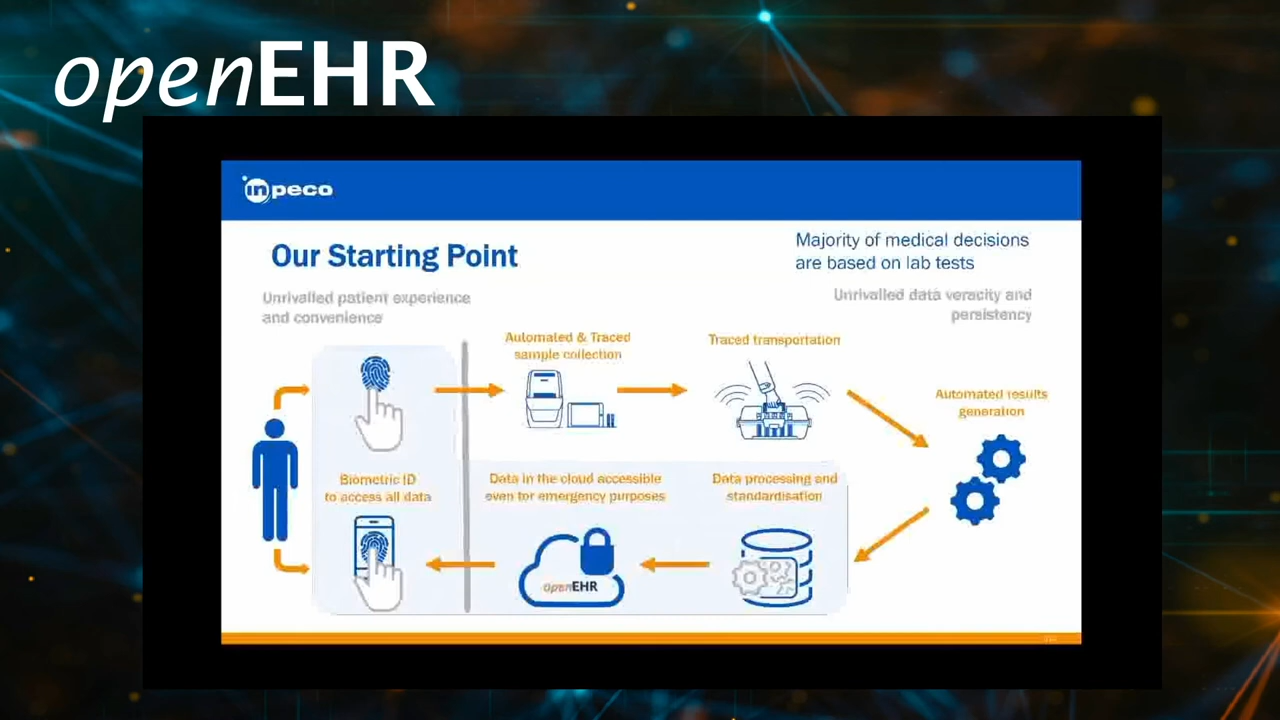 openEHR
inpeco
Our Starting Point
Majority of medical decisions
are based on lab tests
Unrivalled patient experience
and convenience
Unrivalled data veracity and
persistency
Automated & Traced
sample collection
Traced transportation
Automated results
generation
Biometric ID
to access all data
Data in the cloud accessible
even for emergency purposes
Data processing and
standardisation
openEHR